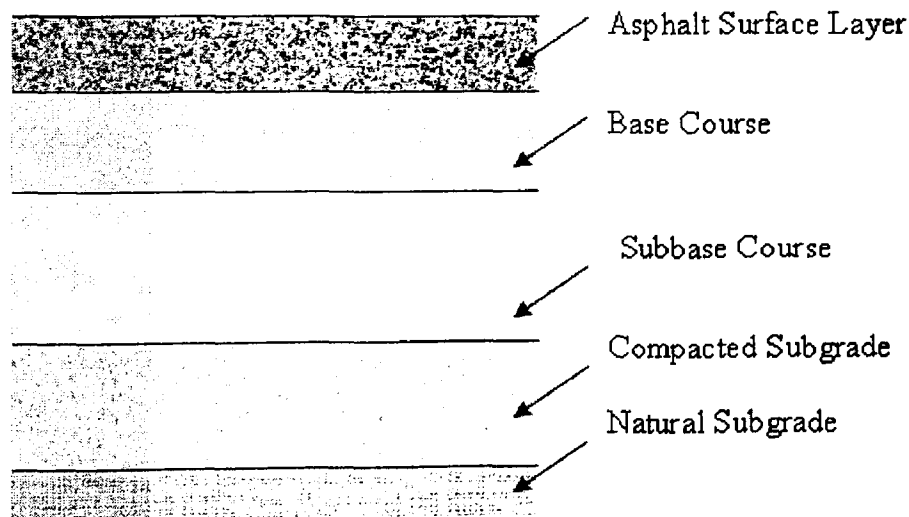 Asphalt Surface Layer
Base Course
Subbase Course
Compacted Subgrade
Natural Subgrade